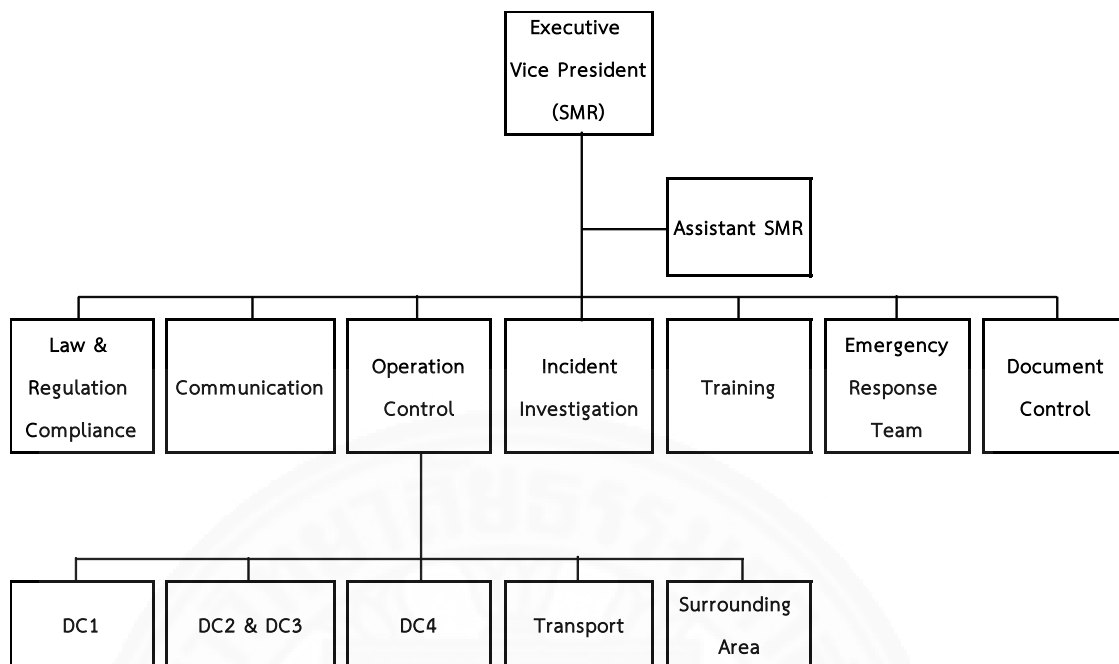 Executive
Vice President
(SMR)
Assistant SMR
Law &
Regulation
Compliance
Communication
Operation
Control
Incident
Investigation
Training
Emergency
Response
Team
Document
Control
DC1
DC2 & DC3
DC4
Transport
Surrounding
Area